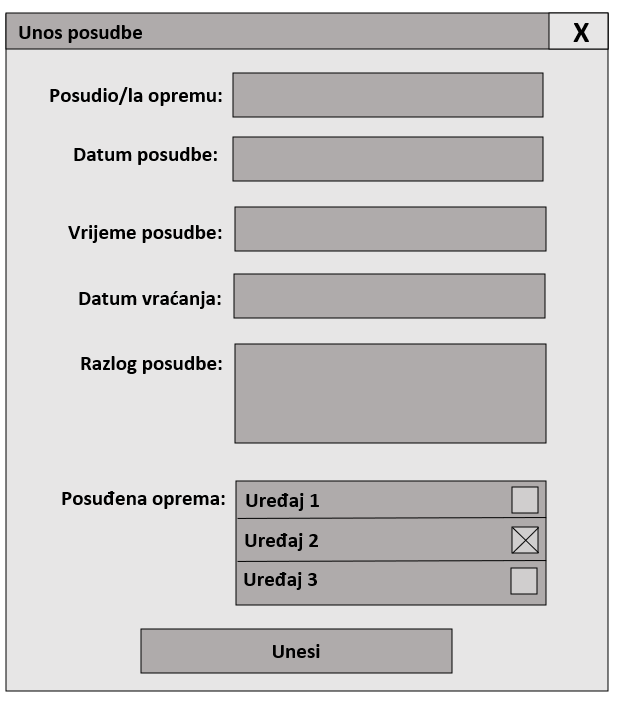 Unos posudbe
X
Posudio/la opremu:
Datum posudbe:
Vrijeme posudbe:
Datum vraćanja:
Razlog posudbe:
Posuđena oprema:
Uređaj 1
Uređaj 2
Uređaj 3
Unesi